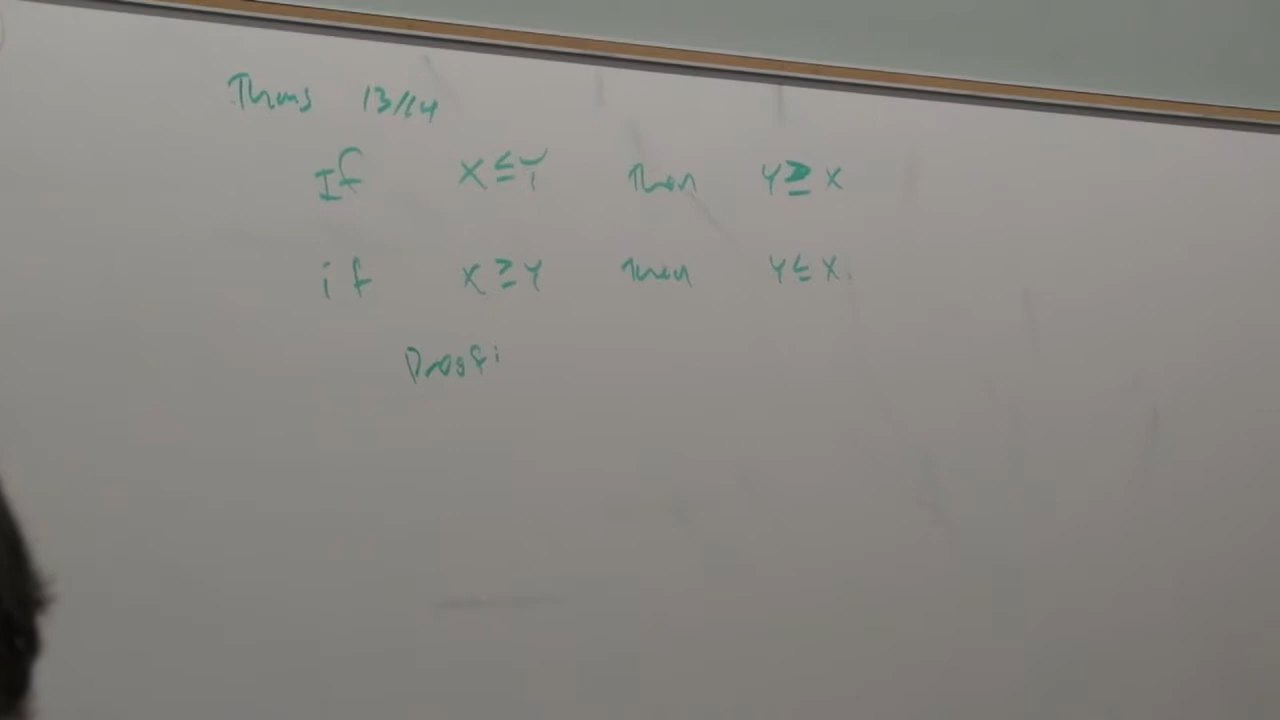 Thms 13/14
If X ≤ Y then Y ≥ X
if X ≥ Y then Y ≤ X.
Proof: